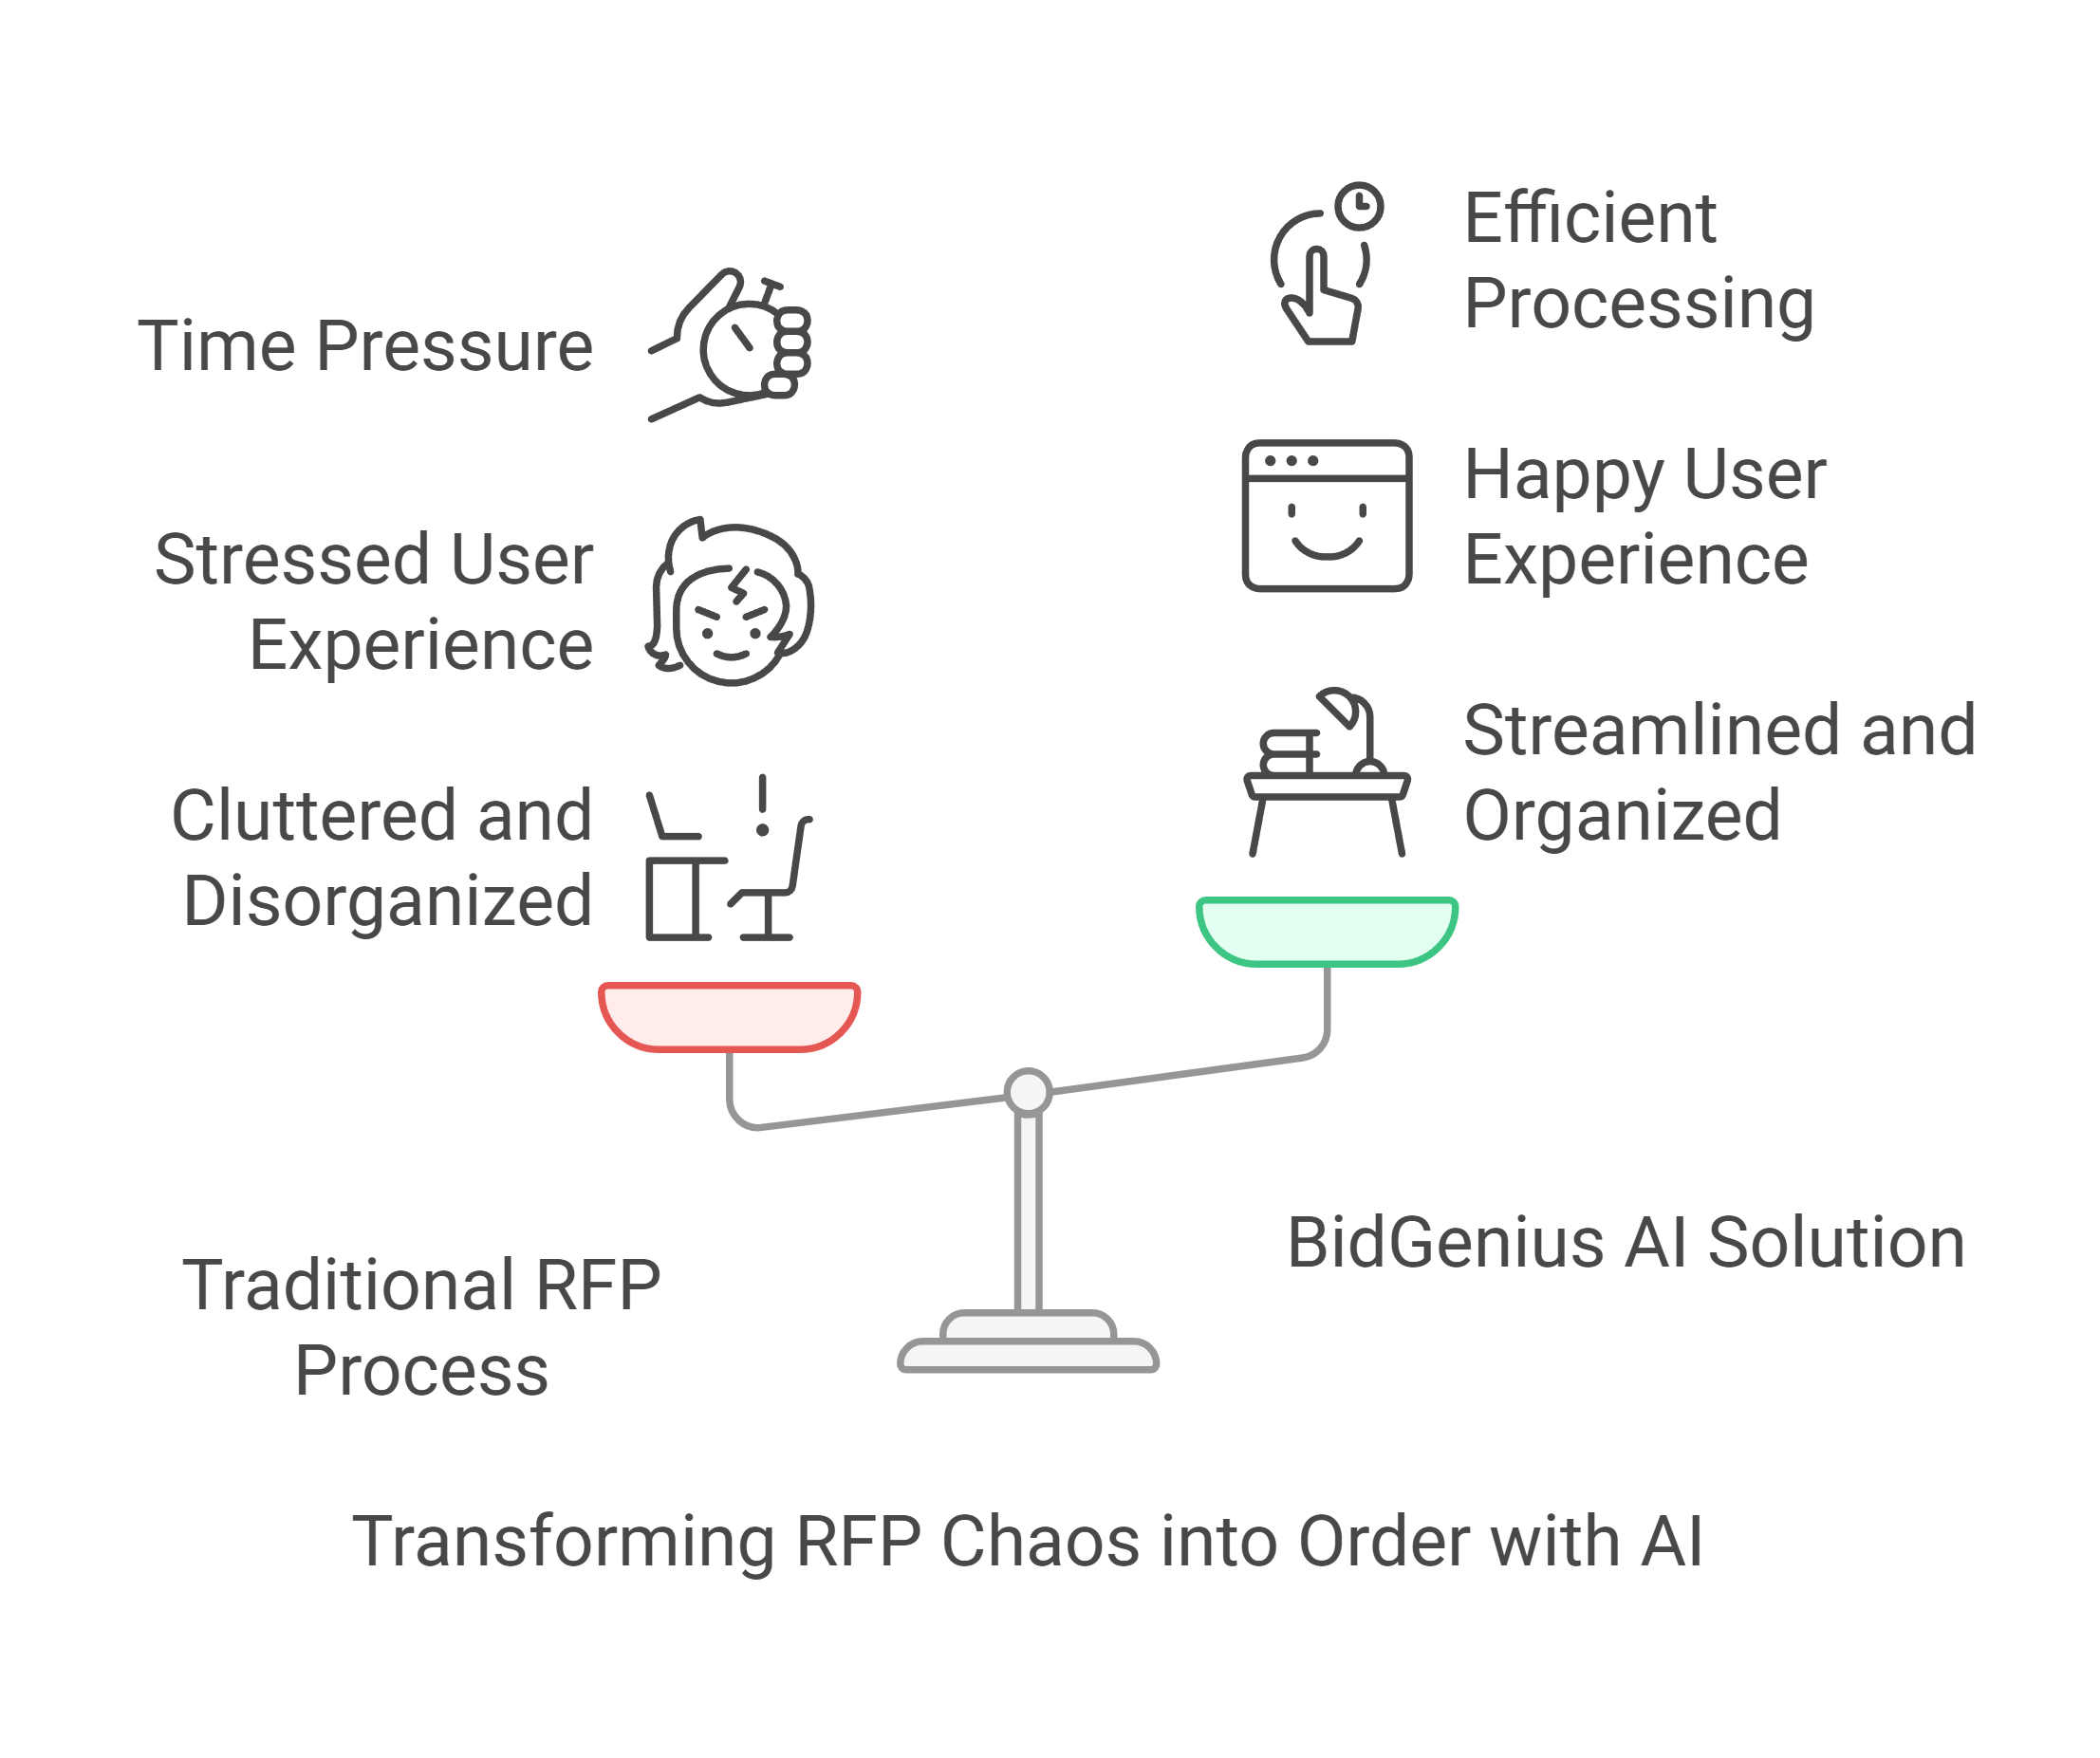 Time Pressure
Stressed User
Experience
Cluttered and
Disorganized
Efficient
Processing
Happy User
Experience
Streamlined and
Organized
Traditional RFP
Process
BidGenius AI Solution
Transforming RFP Chaos into Order with AI